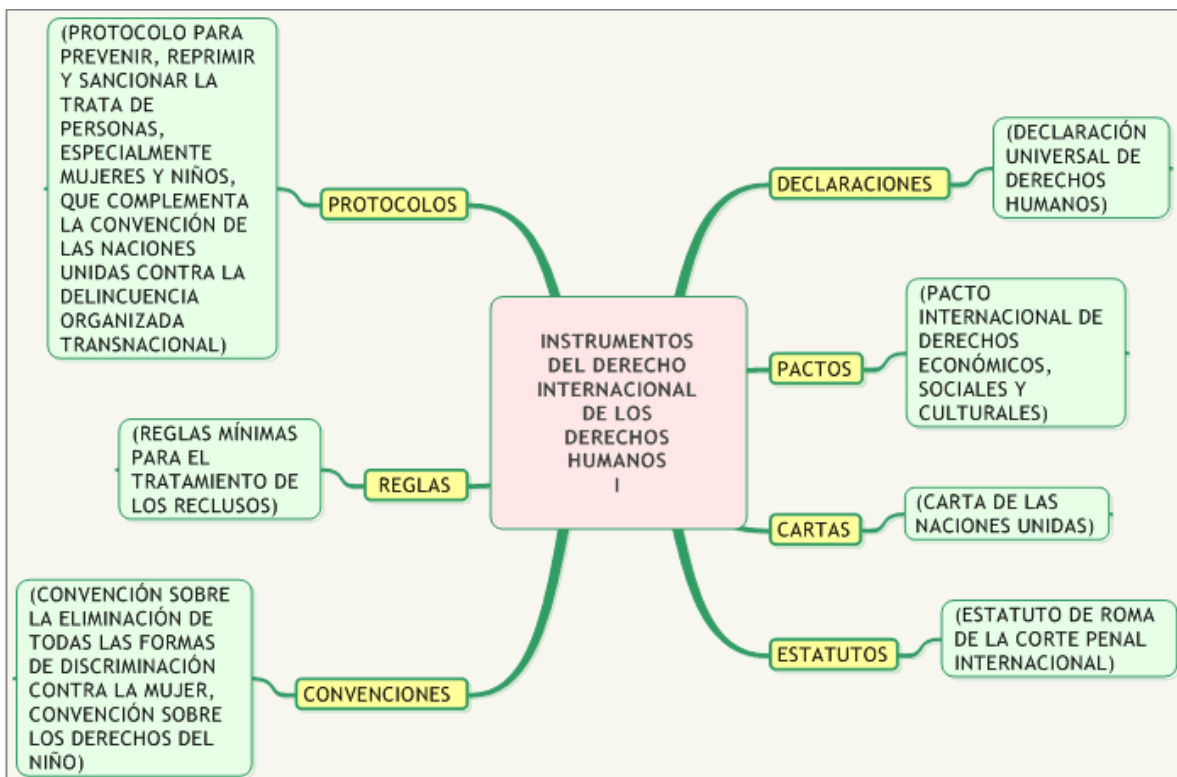 (PROTOCOLO PARA
PREVENIR, REPRIMIR
Y SANCIONAR LA
TRATA DE
PERSONAS,
ESPECIALMENTE
MUJERES Y NIÑOS,
QUE COMPLEMENTA
LA CONVENCIÓN DE
LAS NACIONES
UNIDAS CONTRA LA
DELINCUENCIA
ORGANIZADA
TRANSNACIONAL)
PROTOCOLOS
(REGLAS MÍNIMAS
PARA EL
TRATAMIENTO DE
LOS RECLUSOS)
REGLAS
(CONVENCIÓN SOBRE
LA ELIMINACIÓN DE
TODAS LAS FORMAS
DE DISCRIMINACIÓN
CONTRA LA MUJER,
CONVENCIÓN SOBRE
LOS DERECHOS DEL
NIÑO)
CONVENCIONES
INSTRUMENTOS
DEL DERECHO
INTERNACIONAL
DE LOS
DERECHOS
HUMANOS
I
DECLARACIONES
(DECLARACIÓN
UNIVERSAL DE
DERECHOS
HUMANOS)
PACTOS
(PACTO
INTERNACIONAL DE
DERECHOS
ECONÓMICOS,
SOCIALES Y
CULTURALES)
CARTAS
(CARTA DE LAS
NACIONES UNIDAS)
ESTATUTOS
(ESTATUTO DE ROMA
DE LA CORTE PENAL
INTERNACIONAL)